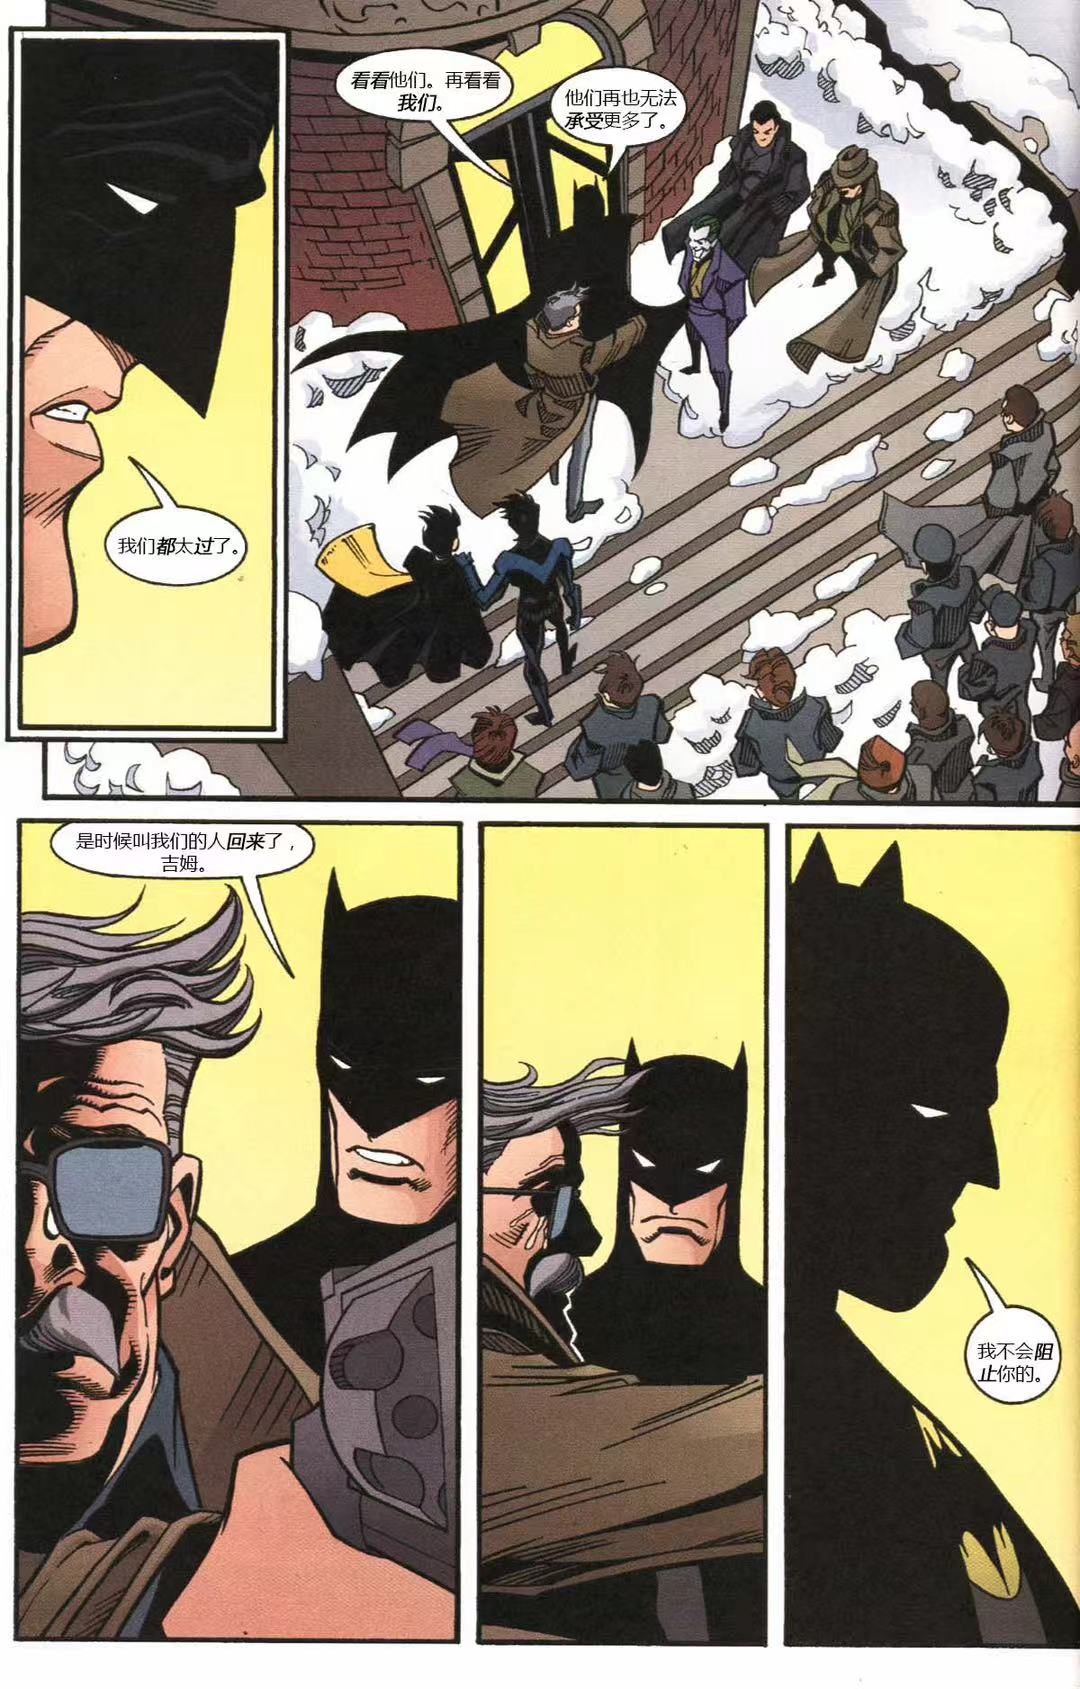 我们都太过了。
看看他们。再看看
我们。
他们再也无法
承受更多了。
是时候叫我们的人回来了，
吉姆。
我不会阻
止你的。